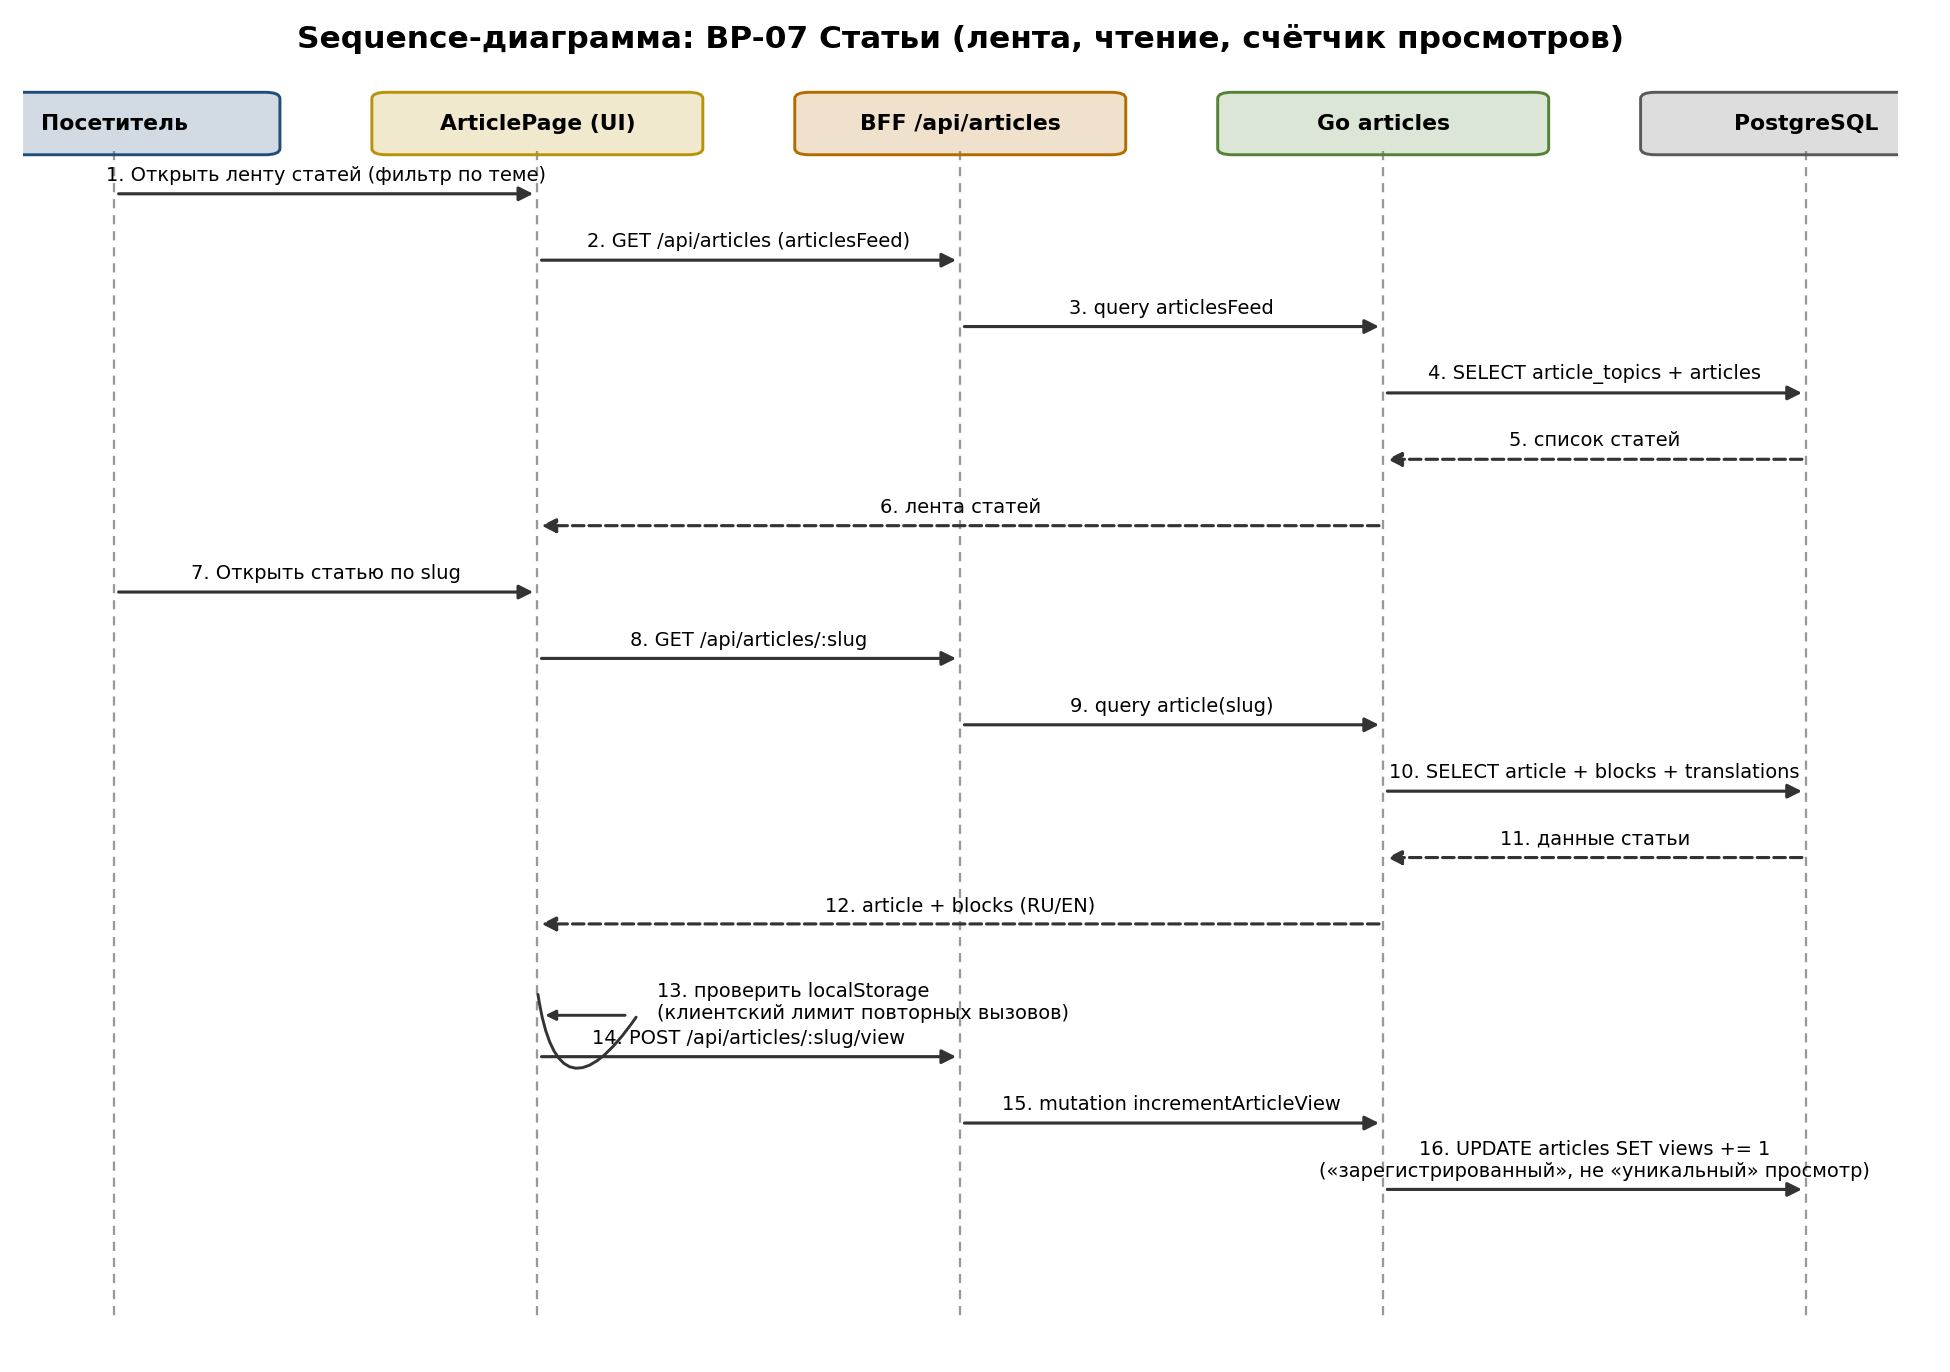 Sequence-диаграмма: BP-07 Статьи (лента, чтение, счётчик просмотров)
Посетитель
ArticlePage (UI)
BFF /api/articles
Go articles
PostgreSQL
1. Открыть ленту статей (фильтр по теме)
2. GET /api/articles (articlesFeed)
3. query articlesFeed
4. SELECT article_topics + articles
5. список статей
6. лента статей
7. Открыть статью по slug
8. GET /api/articles/:slug
9. query article(slug)
10. SELECT article + blocks + translations
11. данные статьи
12. article + blocks (RU/EN)
13. проверить localStorage
(клиентский лимит повторных вызовов)
14. POST /api/articles/:slug/view
15. mutation incrementArticleView
16. UPDATE articles SET views += 1
(«зарегистрированный», не «уникальный» просмотр)